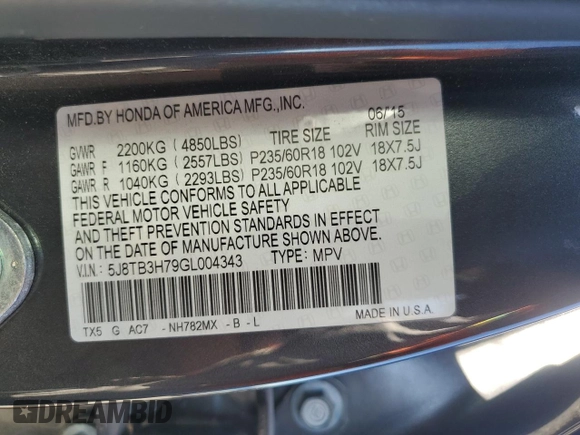 MFD.BY HONDA OF AMERICA MFG.,INC. 06/15
GVWR 2200KG (4850LBS) TIRE SIZE RIM SIZE
GAWR F 1160KG (2557LBS) P235/60R18 102V 18X7.5J
GAWR R 1040KG (2293LBS) P235/60R18 102V 18X7.5J
THIS VEHICLE CONFORMS TO ALL APPLICABLE
FEDERAL MOTOR VEHICLE SAFETY
AND THEFT PREVENTION STANDARDS IN EFFECT
ON THE DATE OF MANUFACTURE SHOWN ABOVE.
V.I.N: 5J8TB3H79GL004343 TYPE: MPV
TX5 G AC7 - NH782MX - B - L MADE IN U.S.A.
DREAMBID